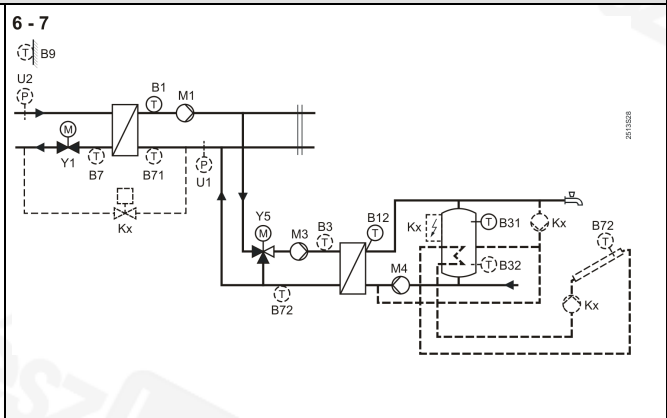 6 - 7
T B9
U2
P
B1
T
M1
M
Y1
T
B7
T
B71
P
U1
Kx
2513S28
Y5
M
M3
B3
T
B12
T
T
B72
M4
Kx
T B31
T B32
Kx
B72
T
Kx